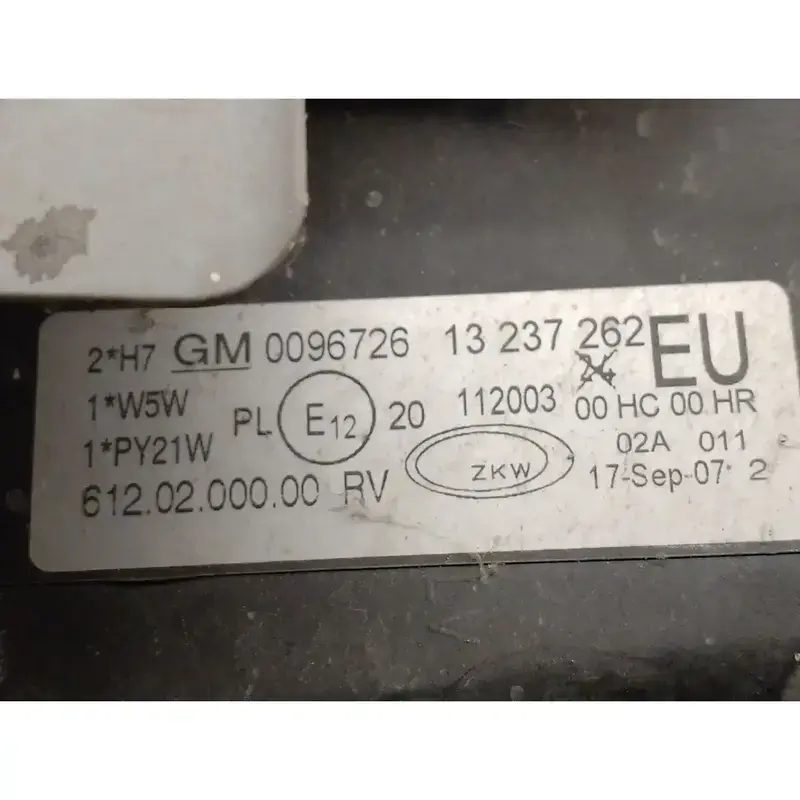 2*H7 GM 0096726 13 237 262 EU
1*W5W PL E12 20 112003 00 HC 00 HR
1*PY21W ZKW 02A 011
612.02.000.00 RV 17-Sep-07 2